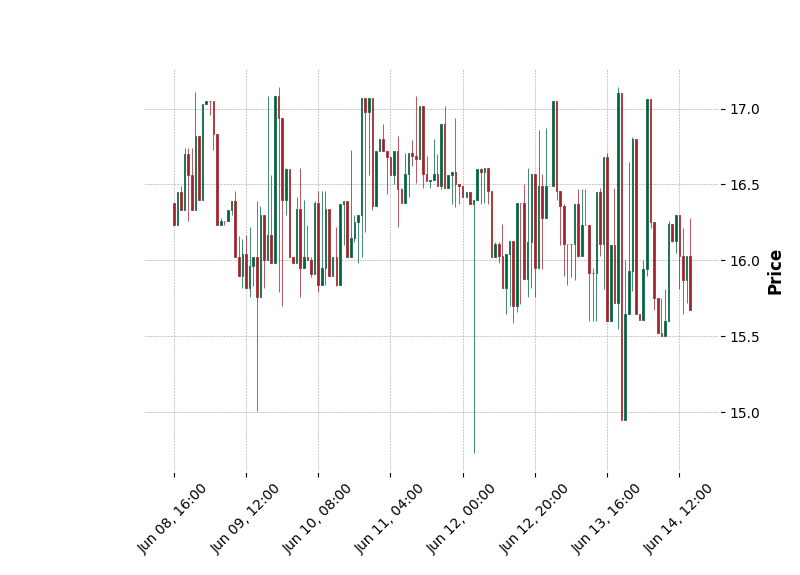 17.0
16.5
16.0
15.5
15.0
Price
Jun 08, 16:00
Jun 09, 12:00
Jun 10, 08:00
Jun 11, 04:00
Jun 12, 00:00
Jun 12, 20:00
Jun 13, 16:00
Jun 14, 12:00